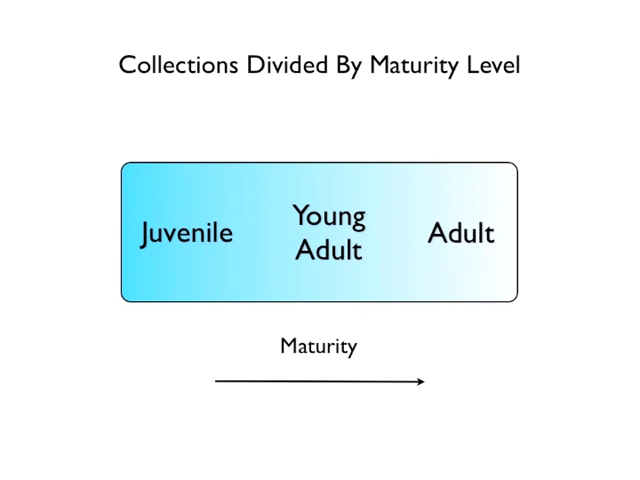 Collections Divided By Maturity Level
Juvenile
Young
Adult
Adult
Maturity